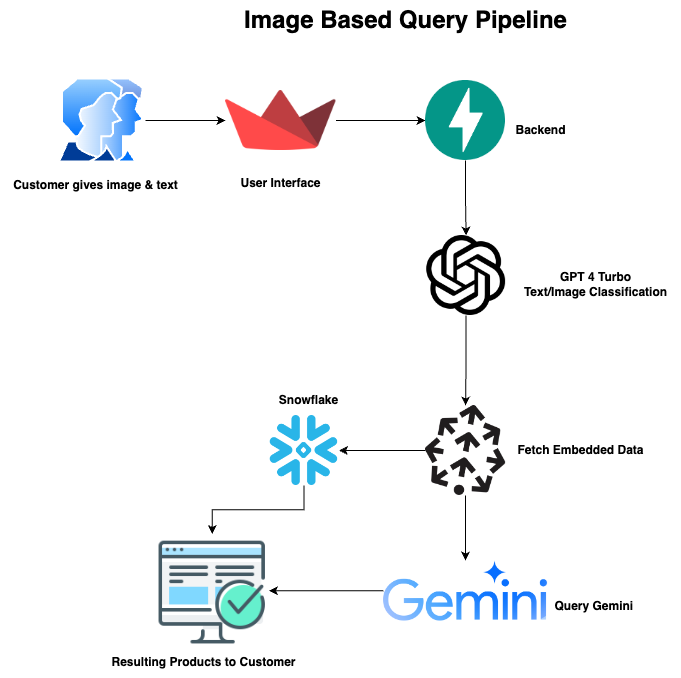 Image Based Query Pipeline
Customer gives image & text
User Interface
Backend
GPT 4 Turbo
Text/Image Classification
Snowflake
Fetch Embedded Data
Gemini
Query Gemini
Resulting Products to Customer